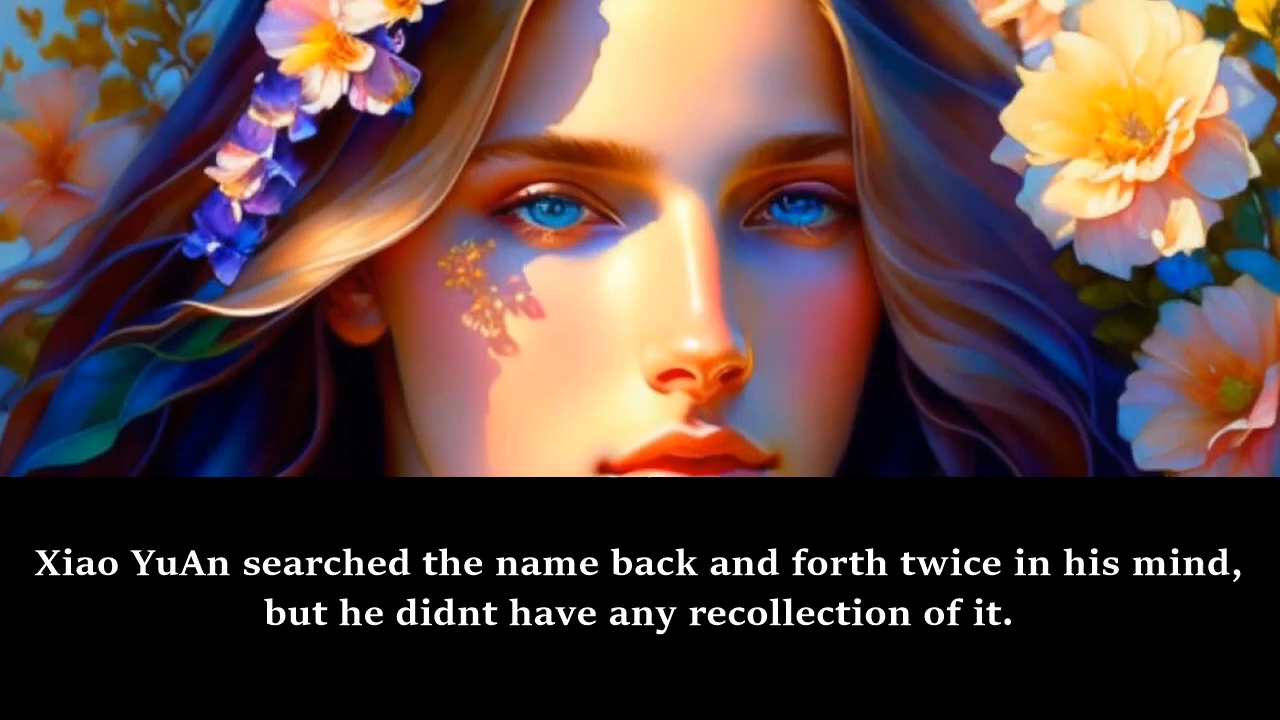 Xiao YuAn searched the name back and forth twice in his mind,
but he didnt have any recollection of it.